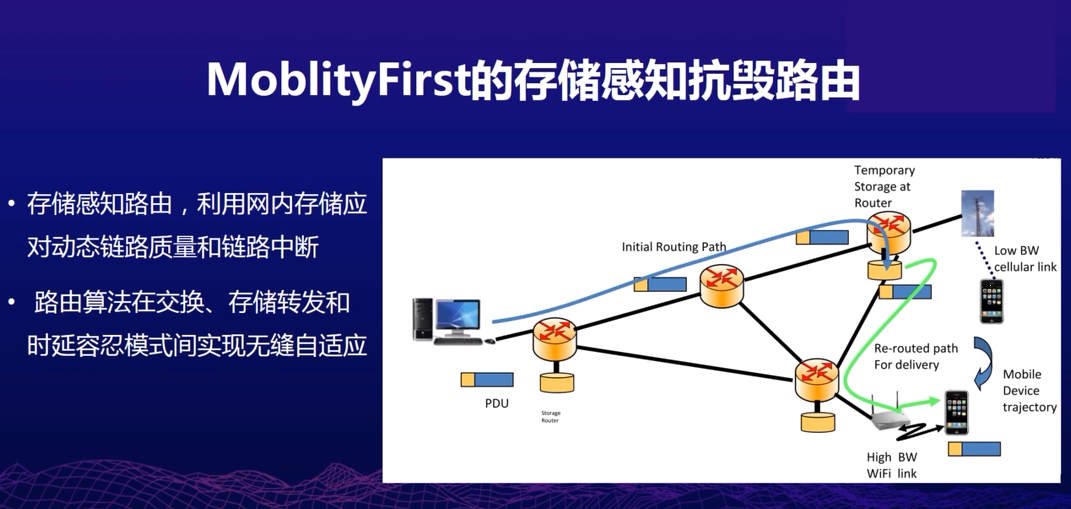 MoblityFirst的存储感知抗毁路由
• 存储感知路由，利用网内存储应
对动态链路质量和链路中断
• 路由算法在交换、存储转发和
时延容忍模式间实现无缝自适应
Temporary
Storage at
Router
Initial Routing Path
Low BW
cellular link
Re-routed path
For delivery
Mobile
Device
trajectory
PDU
Storage
Router
High BW
WiFi link